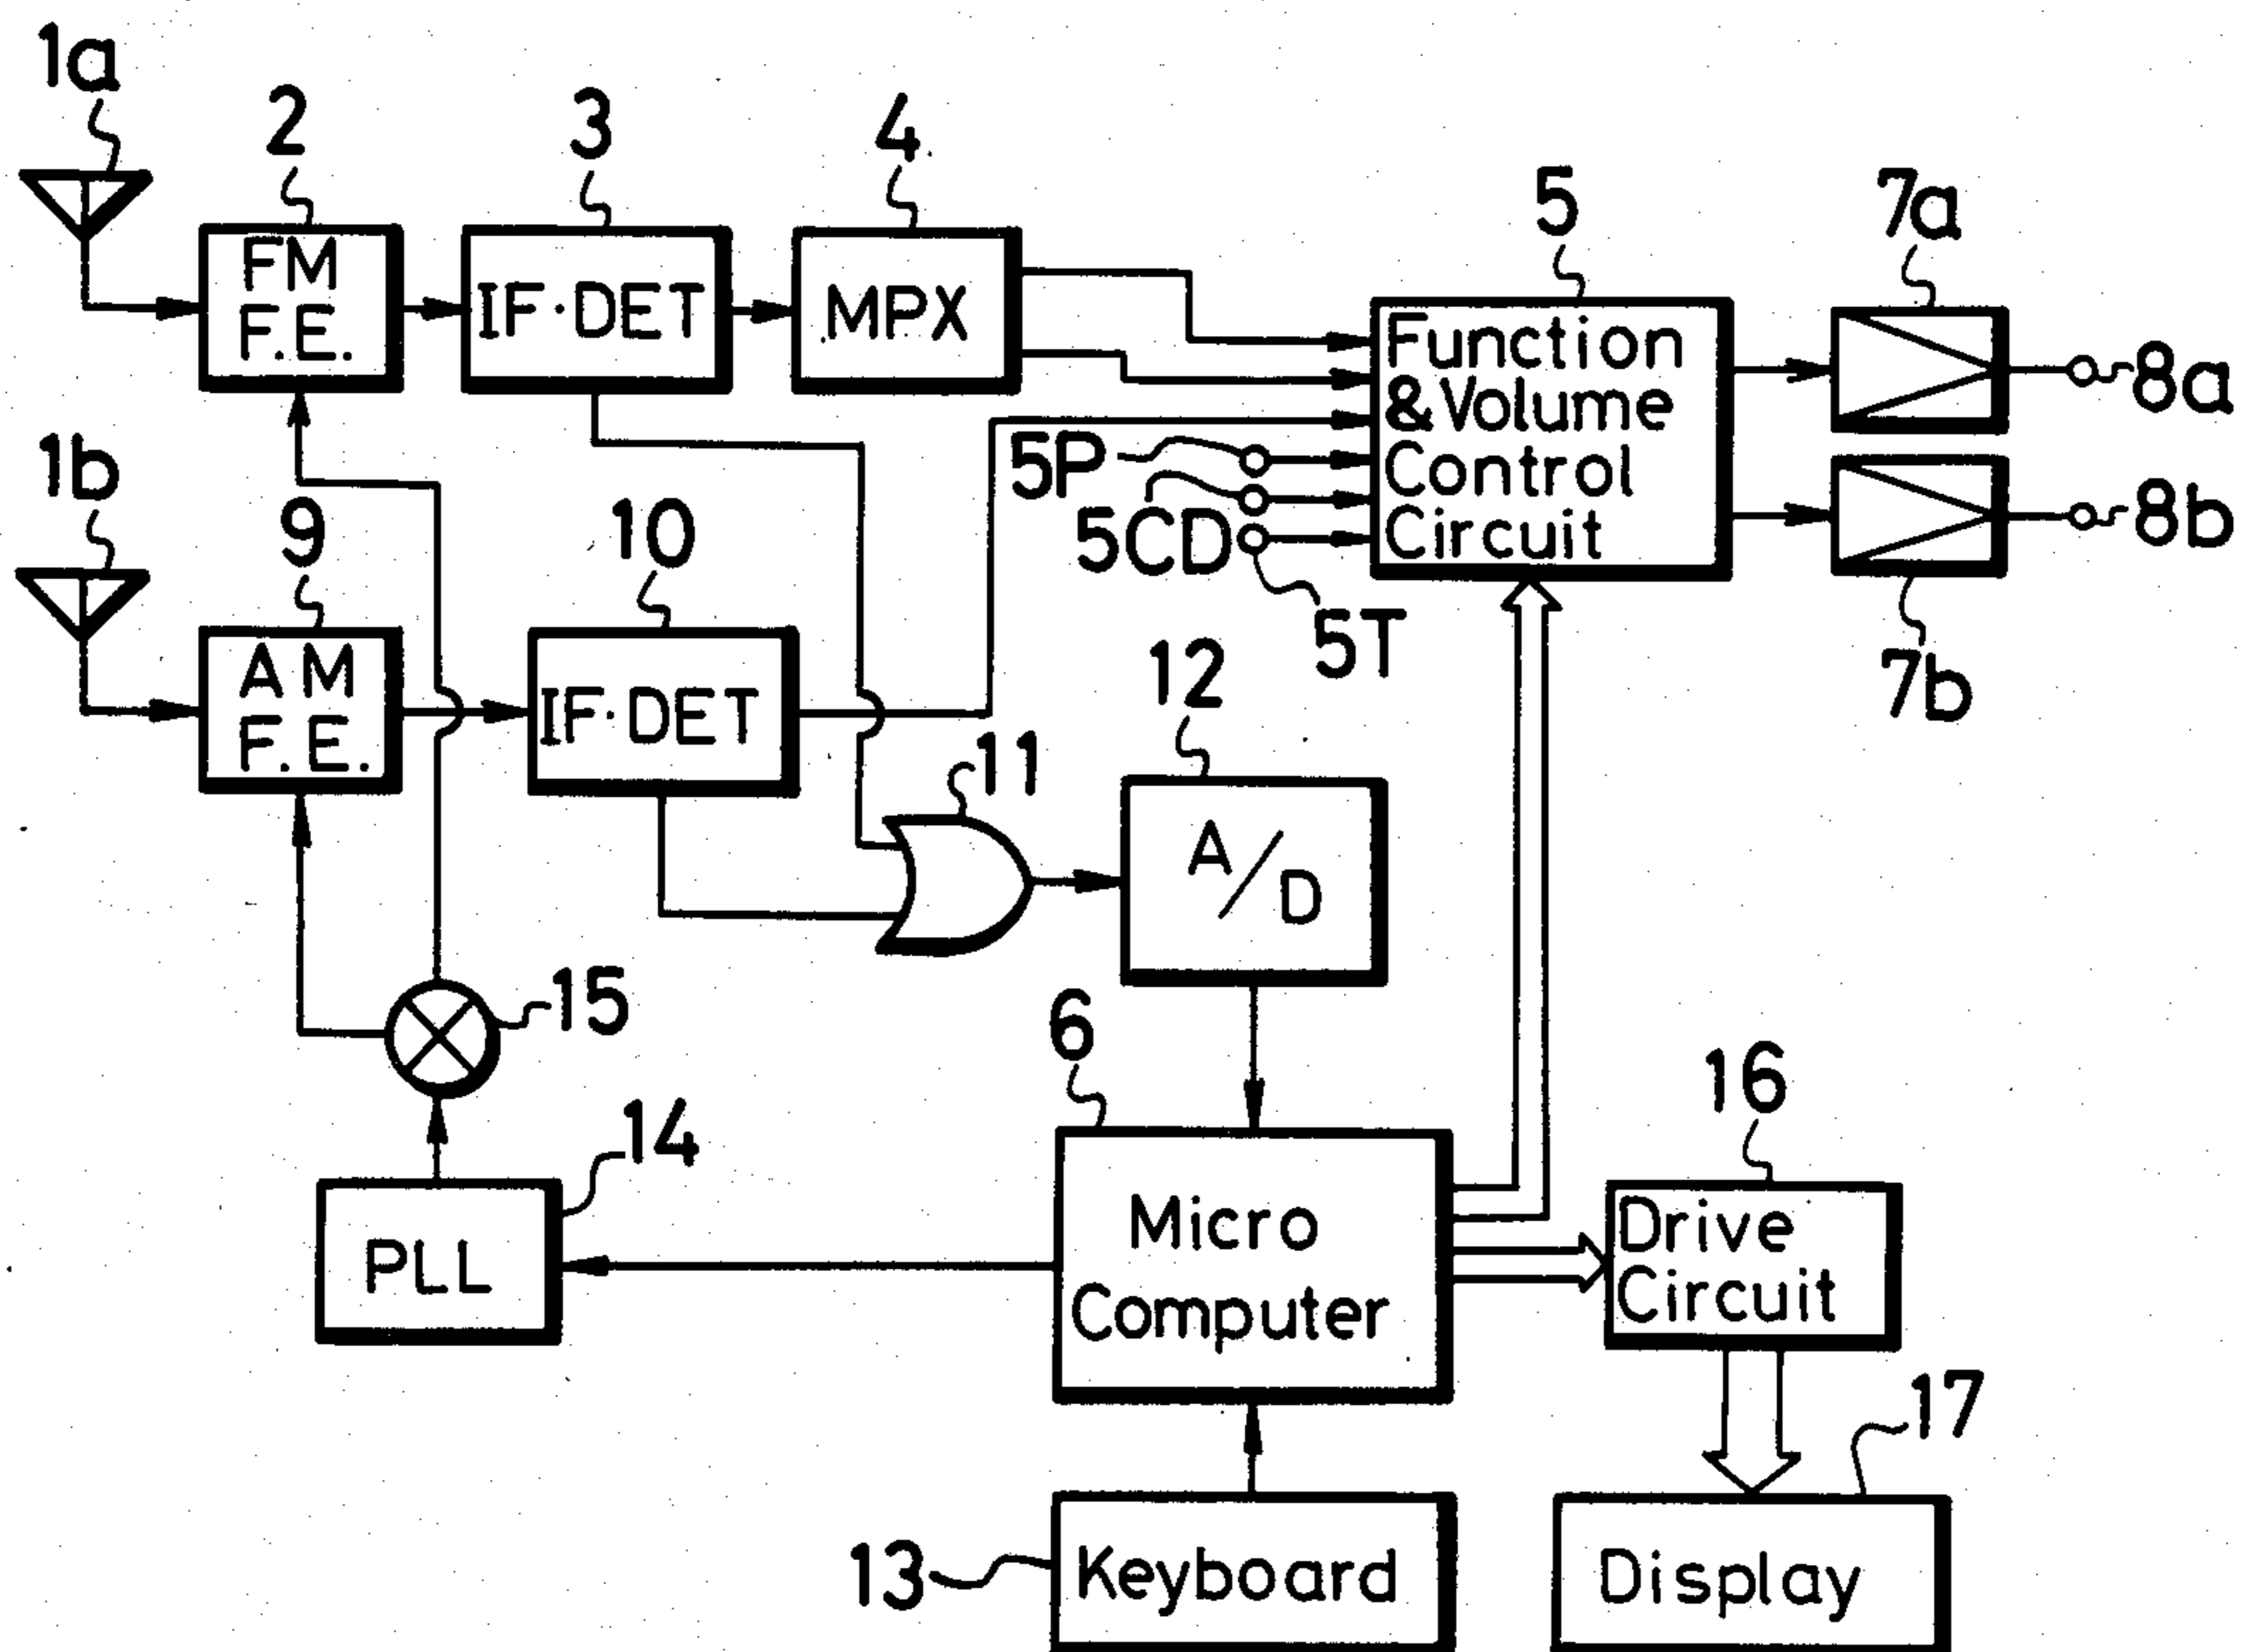 1a
2
3
4
5
7a
FM
F.E.
IF·DET
MPX
Function
& Volume
Control
Circuit
8a
1b
9
10
5P
5CD
5T
8b
7b
AM
F.E.
IF·DET
11
12
A/D
15
6
14
16
PLL
Micro
Computer
Drive
Circuit
17
13
Keyboard
Display